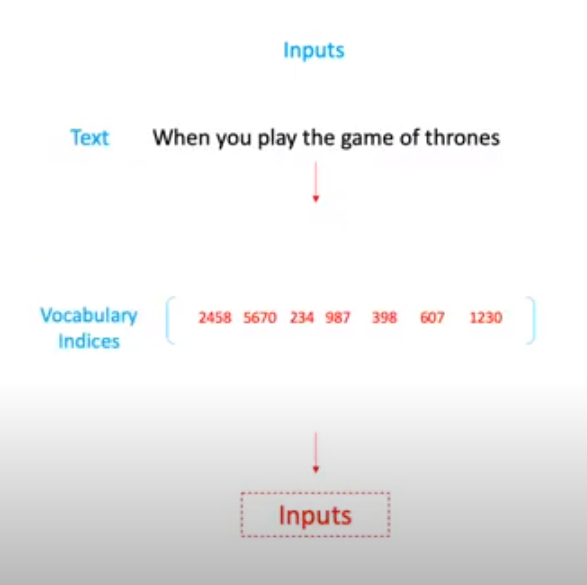 Inputs
Text When you play the game of thrones
Vocabulary
Indices
2458 5670 234 987 398 607 1230
Inputs